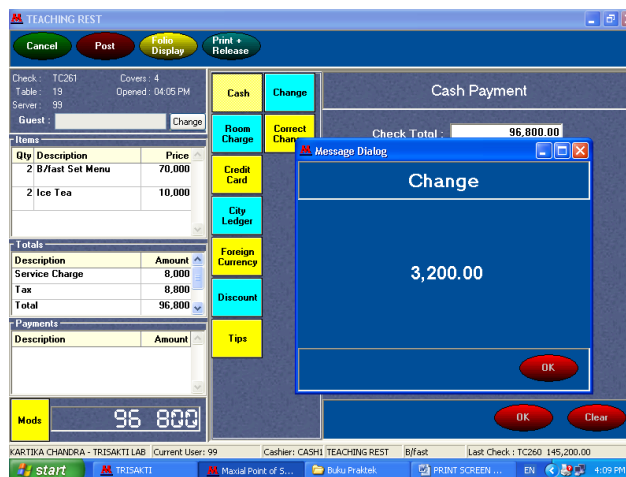 TEACHING REST
Cancel
Post
Folio Display
Print + Release
Check : TC261 Covers : 4
Table : 19 Opened : 04:05 PM
Server : 99
Guest : Change
Items
Qty Description Price
2 B/fast Set Menu 70,000
2 Ice Tea 10,000
Totals
Description Amount
Service Charge 8,000
Tax 8,800
Total 96,800
Payments
Description Amount
Mods 96 800
Cash
Change
Room Charge
Correct Chan
Credit Card
City Ledger
Foreign Currency
Discount
Tips
Cash Payment
Check Total : 96,800.00
Message Dialog
Change
3,200.00
OK
OK
Clear
KARTIKA CHANDRA - TRISAKTI LAB Current User: 99 Cashier: CASH1 TEACHING REST B/fast Last Check : TC260 145,200.00
start TRISAKTI Maxial Point of S... Buku Praktek PRINT SCREEN ... EN 4:09 PM